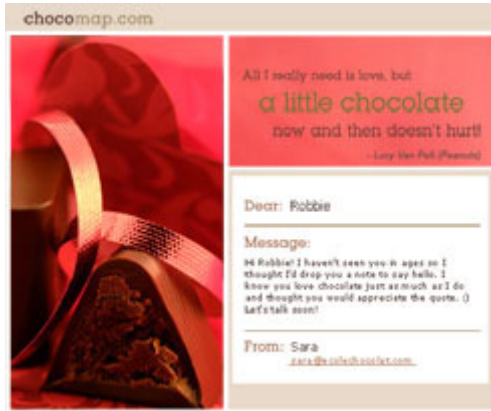 chocomap.com
All I really need is love, but
a little chocolate
now and then doesn't hurt!
--Lucy Van Pelt (Peanuts)
Dear: Robbie
Message:
Hi Robbie! I haven't seen you in ages so I
thought I'd drop you a note to say hello. I
know you love chocolate just as much as I do
and thought you would appreciate the quote. :)
Let's talk soon!
From: Sara
sara@ecolechocolat.com